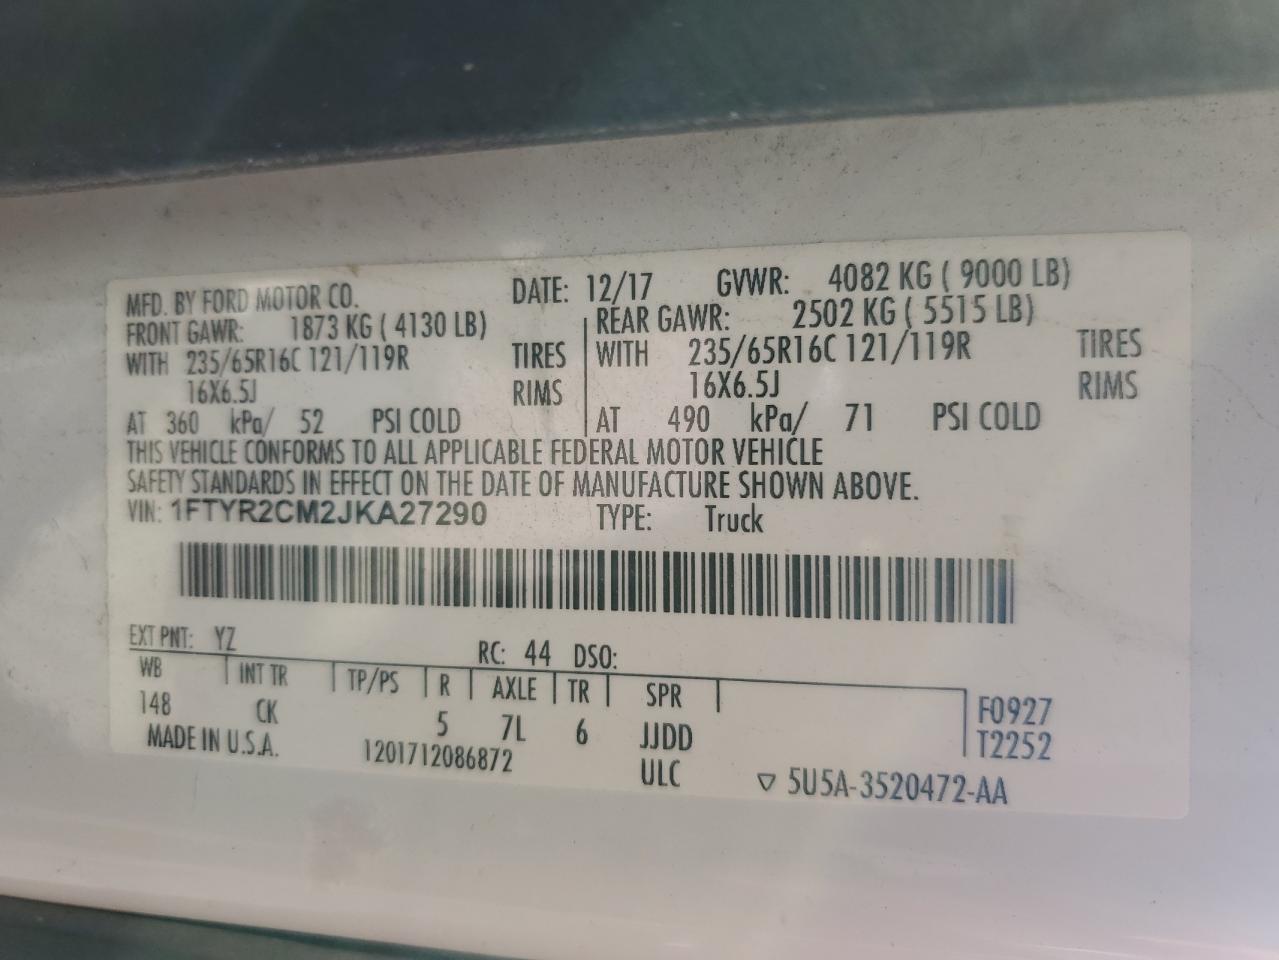 MFD. BY FORD MOTOR CO. DATE: 12/17 GVWR: 4082 KG ( 9000 LB)
FRONT GAWR: 1873 KG ( 4130 LB) REAR GAWR: 2502 KG ( 5515 LB)
WITH 235/65R16C 121/119R TIRES WITH 235/65R16C 121/119R TIRES
16X6.5J RIMS 16X6.5J RIMS
AT 360 kPa/ 52 PSI COLD AT 490 kPa/ 71 PSI COLD
THIS VEHICLE CONFORMS TO ALL APPLICABLE FEDERAL MOTOR VEHICLE
SAFETY STANDARDS IN EFFECT ON THE DATE OF MANUFACTURE SHOWN ABOVE.
VIN: 1FTYR2CM2JKA27290 TYPE: Truck
EXT PNT: YZ RC: 44 DSO:
WB INT TR TP/PS R AXLE TR SPR
148 CK 5 7L 6 JJDD F0927
MADE IN U.S.A. 1201712086872 ULC T2252
▽ 5U5A-3520472-AA